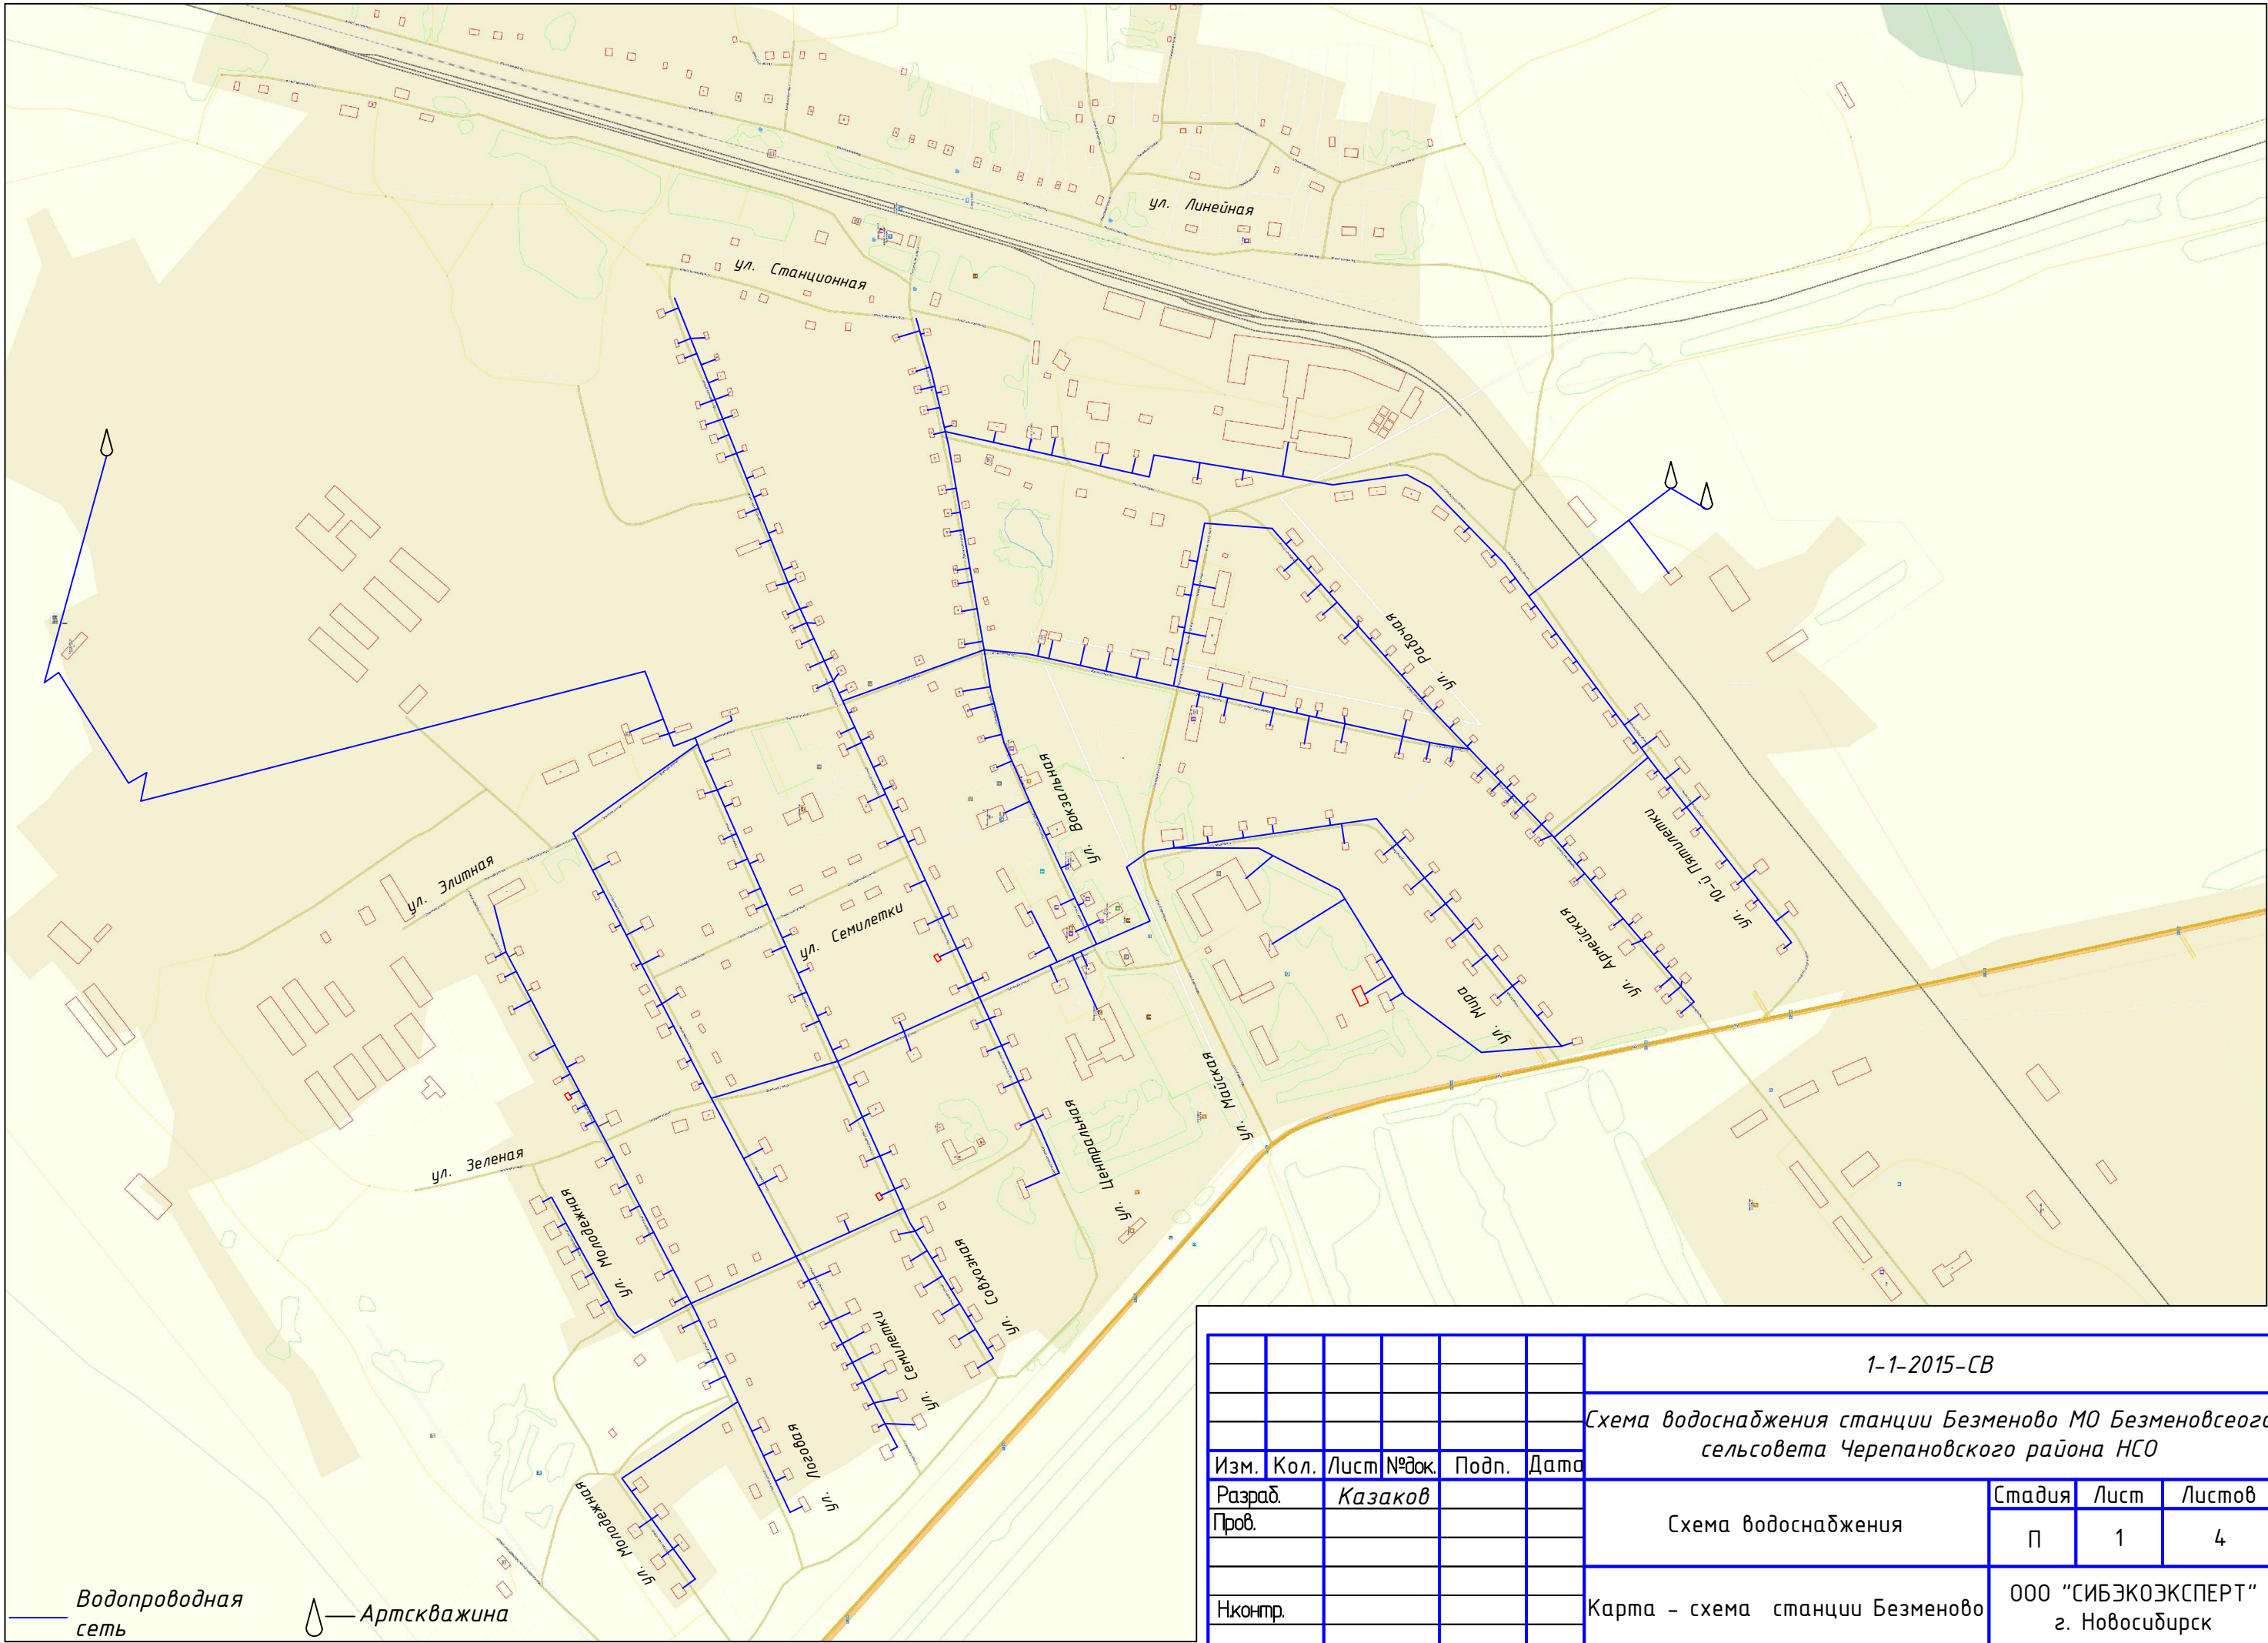 ул. Линейная
ул. Станционная
ул. Рабочая
ул. Вокзальная
ул. 10-й Пятилетки
ул. Элитная
ул. Семилетки
ул. Армейская
ул. Мира
ул. Майская
ул. Центральная
ул. Зеленая
ул. Молодежная
ул. Совхозная
ул. Семилетки
ул. Логовая
ул. Молодежная
Водопроводная
сеть
Артскважина
1-1-2015-СВ
Схема водоснабжения станции Безменово МО Безменовсеого
сельсовета Черепановского района НСО
Изм. Кол. Лист №док. Подп. Дата
Разраб. Казаков
Пров.
Схема водоснабжения
Стадия Лист Листов
П 1 4
Н.контр.
Карта - схема станции Безменово
ООО "СИБЭКОЭКСПЕРТ"
г. Новосибирск